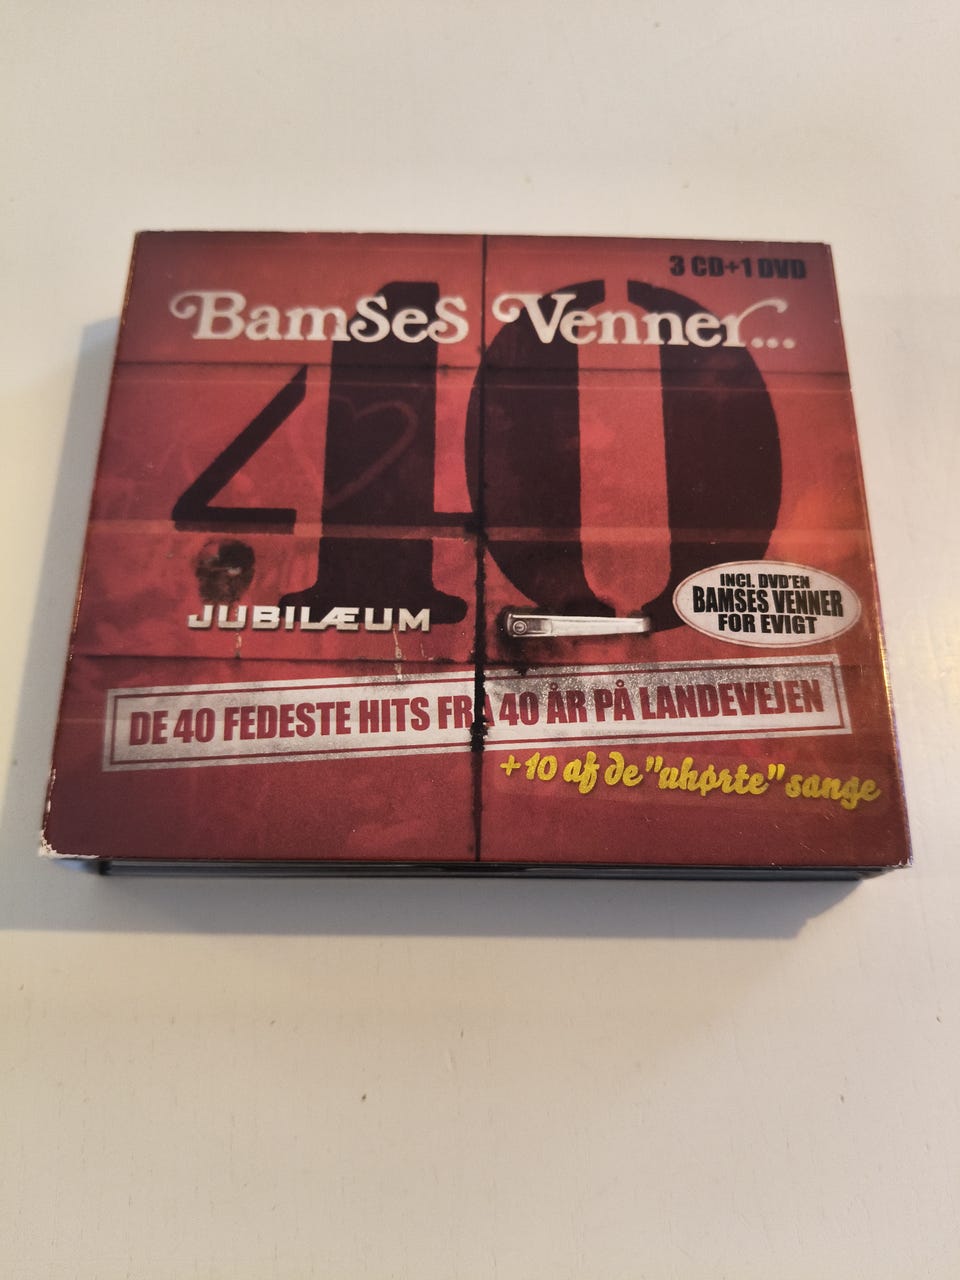 3 CD+1 DVD
Bamses Venner...
40
JUBILÆUM
INCL. DVD'EN
BAMSES VENNER
FOR EVIGT
DE 40 FEDESTE HITS FRA 40 ÅR PÅ LANDEVEJEN
+10 af de "uhørte" sange